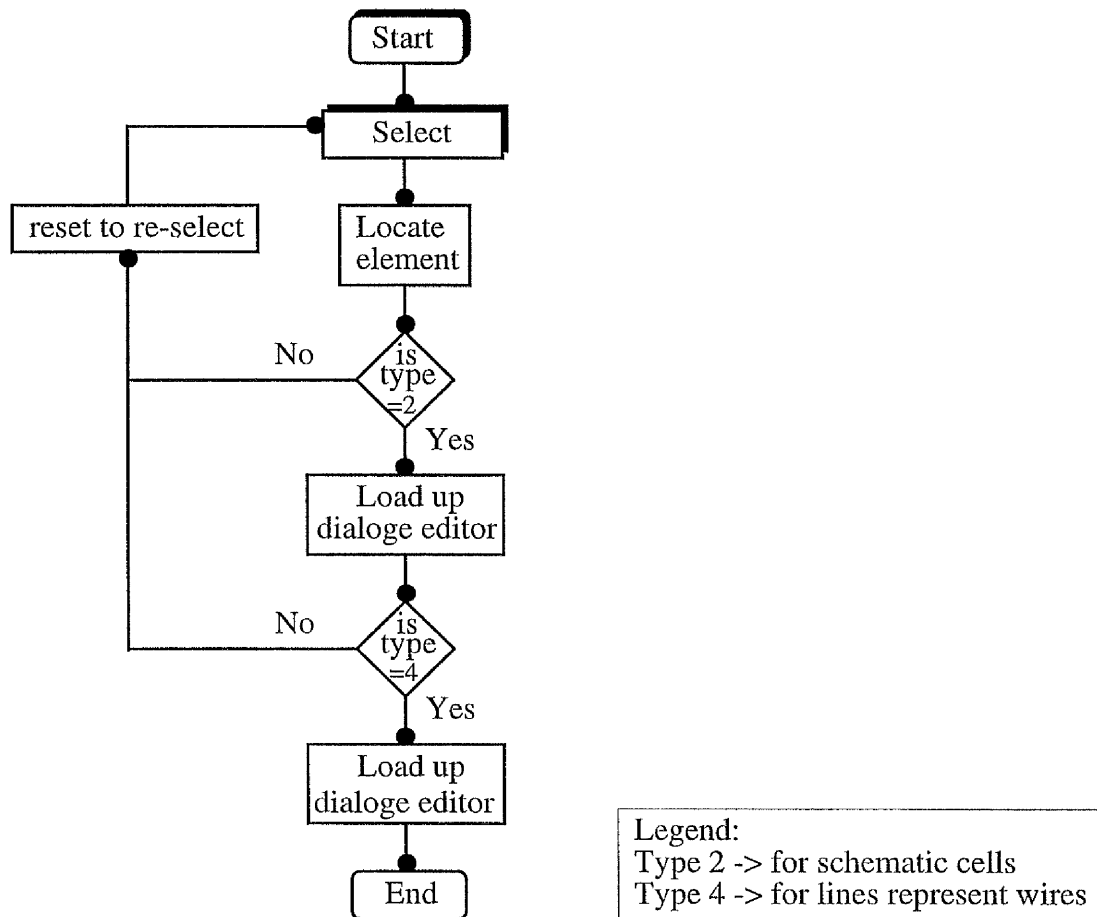 Start
Select
reset to re-select
Locate
element
No
is
type
=2
Yes
Load up
dialoge editor
No
is
type
=4
Yes
Load up
dialoge editor
End
Legend:
Type 2 -> for schematic cells
Type 4 -> for lines represent wires